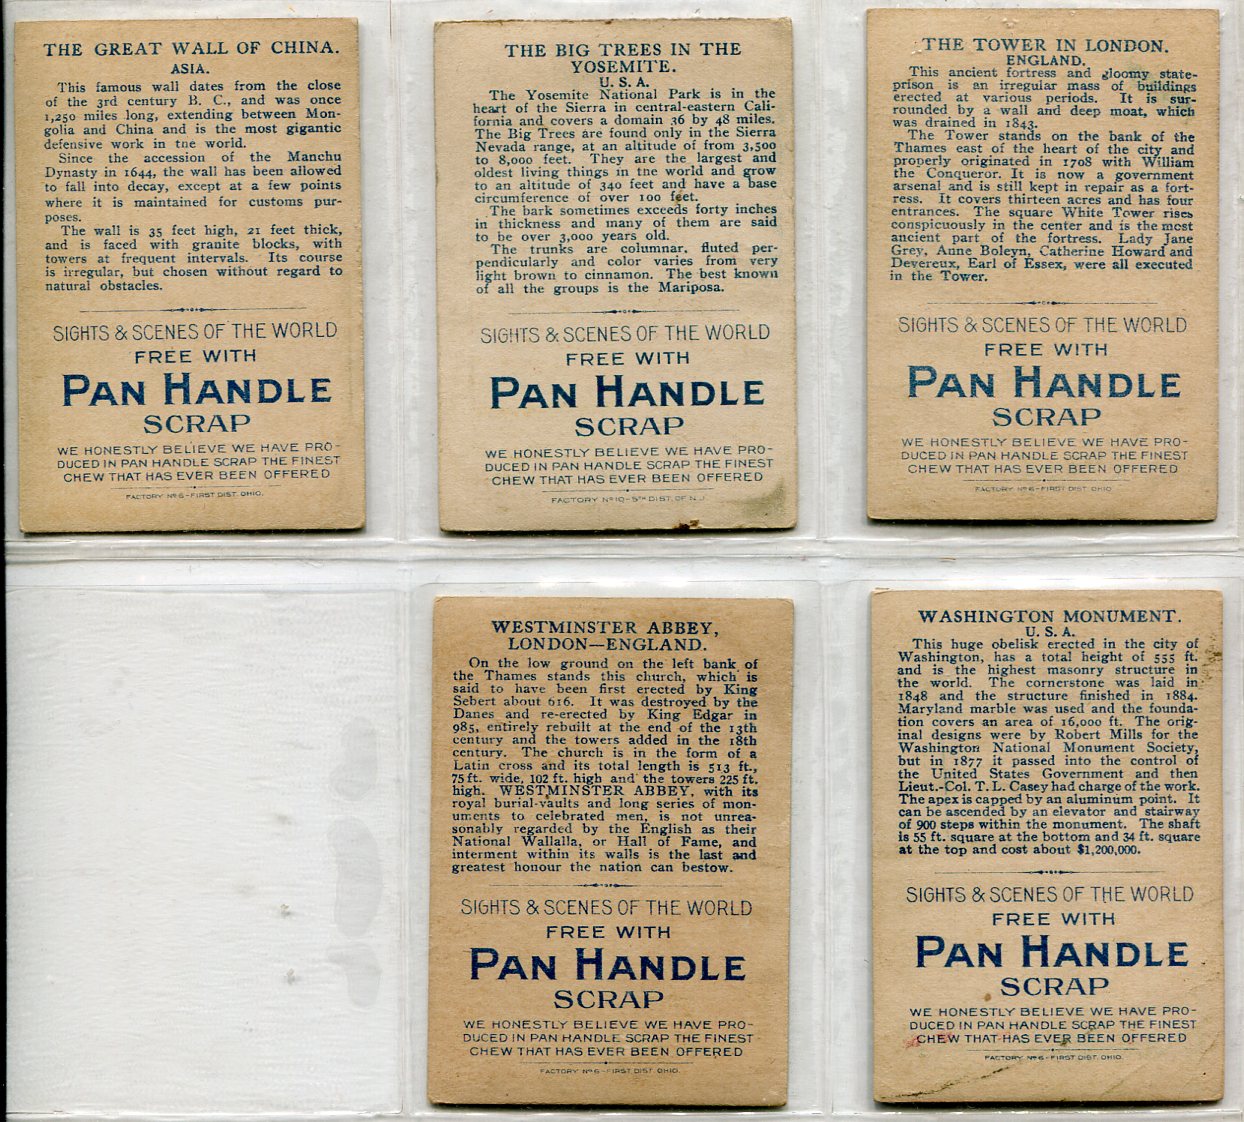 THE GREAT WALL OF CHINA.
ASIA.
This famous wall dates from the close
of the 3rd century B. C., and was once
1,250 miles long, extending between Mon-
golia and China and is the most gigantic
defensive work in the world.
Since the accession of the Manchu
Dynasty in 1644, the wall has been allowed
to fall into decay, except at a few points
where it is maintained for customs pur-
poses.
The wall is 35 feet high, 21 feet thick,
and is faced with granite blocks, with
towers at frequent intervals. Its course
is irregular, but chosen without regard to
natural obstacles.
SIGHTS & SCENES OF THE WORLD
FREE WITH
PAN HANDLE
SCRAP
WE HONESTLY BELIEVE WE HAVE PRO-
DUCED IN PAN HANDLE SCRAP THE FINEST
CHEW THAT HAS EVER BEEN OFFERED
FACTORY Nº 6-FIRST DIST. OHIO.
THE BIG TREES IN THE
YOSEMITE.
U. S. A.
The Yosemite National Park is in the
heart of the Sierra in central-eastern Cali-
fornia and covers a domain 36 by 48 miles.
The Big Trees are found only in the Sierra
Nevada range, at an altitude of from 3,500
to 8,000 feet. They are the largest and
oldest living things in the world and grow
to an altitude of 340 feet and have a base
circumference of over 100 feet.
The bark sometimes exceeds forty inches
in thickness and many of them are said
to be over 3,000 years old.
The trunks are columnar, fluted per-
pendicularly and color varies from very
light brown to cinnamon. The best known
of all the groups is the Mariposa.
SIGHTS & SCENES OF THE WORLD
FREE WITH
PAN HANDLE
SCRAP
WE HONESTLY BELIEVE WE HAVE PRO-
DUCED IN PAN HANDLE SCRAP THE FINEST
CHEW THAT HAS EVER BEEN OFFERED
FACTORY Nº 10-5TH DIST. OF N. J.
THE TOWER IN LONDON.
ENGLAND.
This ancient fortress and gloomy state-
prison is an irregular mass of buildings
erected at various periods. It is sur-
rounded by a wall and deep moat, which
was drained in 1843.
The Tower stands on the bank of the
Thames east of the heart of the city and
properly originated in 1708 with William
the Conqueror. It is now a government
arsenal and is still kept in repair as a fort-
ress. It covers thirteen acres and has four
entrances. The square White Tower rises
conspicuously in the center and is the most
ancient part of the fortress. Lady Jane
Grey, Anne Boleyn, Catherine Howard and
Devereux, Earl of Essex, were all executed
in the Tower.
SIGHTS & SCENES OF THE WORLD
FREE WITH
PAN HANDLE
SCRAP
WE HONESTLY BELIEVE WE HAVE PRO-
DUCED IN PAN HANDLE SCRAP THE FINEST
CHEW THAT HAS EVER BEEN OFFERED
FACTORY Nº 6-FIRST DIST. OHIO
WESTMINSTER ABBEY,
LONDON—ENGLAND.
On the low ground on the left bank of
the Thames stands this church, which is
said to have been first erected by King
Sebert about 616. It was destroyed by the
Danes and re-erected by King Edgar in
985, entirely rebuilt at the end of the 13th
century and the towers added in the 18th
century. The church is in the form of a
Latin cross and its total length is 513 ft.,
75 ft. wide, 102 ft. high and the towers 225 ft.
high. WESTMINSTER ABBEY, with its
royal burial-vaults and long series of mon-
uments to celebrated men, is not unrea-
sonably regarded by the English as their
National Wallalla, or Hall of Fame, and
interment within its walls is the last and
greatest honour the nation can bestow.
SIGHTS & SCENES OF THE WORLD
FREE WITH
PAN HANDLE
SCRAP
WE HONESTLY BELIEVE WE HAVE PRO-
DUCED IN PAN HANDLE SCRAP THE FINEST
CHEW THAT HAS EVER BEEN OFFERED
FACTORY Nº 6-FIRST DIST. OHIO.
WASHINGTON MONUMENT.
U. S. A.
This huge obelisk erected in the city of
Washington, has a total height of 555 ft.
and is the highest masonry structure in
the world. The cornerstone was laid in
1848 and the structure finished in 1884.
Maryland marble was used and the founda-
tion covers an area of 16,000 ft. The orig-
inal designs were by Robert Mills for the
Washington National Monument Society,
but in 1877 it passed into the control of
the United States Government and then
Lieut.-Col. T. L. Casey had charge of the work.
The apex is capped by an aluminum point. It
can be ascended by an elevator and stairway
of 900 steps within the monument. The shaft
is 55 ft. square at the bottom and 34 ft. square
at the top and cost about $1,200,000.
SIGHTS & SCENES OF THE WORLD
FREE WITH
PAN HANDLE
SCRAP
WE HONESTLY BELIEVE WE HAVE PRO-
DUCED IN PAN HANDLE SCRAP THE FINEST
CHEW THAT HAS EVER BEEN OFFERED
FACTORY Nº 6-FIRST DIST. OHIO.